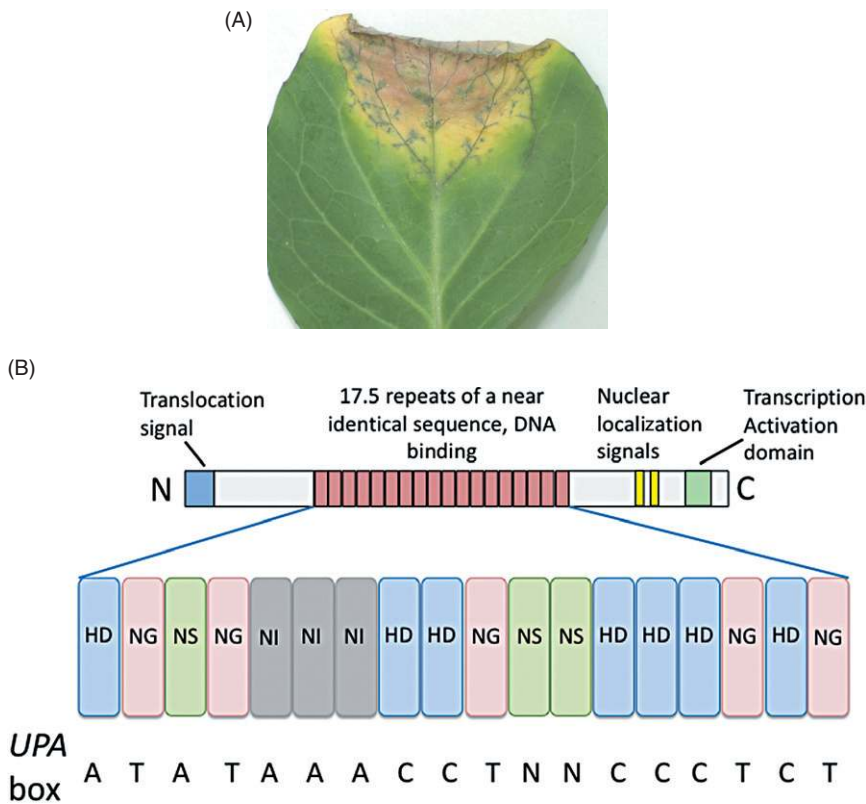 (A)
(B)
Translocation
signal
17.5 repeats of a near
identical sequence, DNA
binding
Nuclear
localization
signals
Transcription
Activation
domain
N
C
HD NG NS NG NI NI NI HD HD NG NS NS HD HD HD NG HD NG
UPA
box
A T A T A A A C C T N N C C C T C T